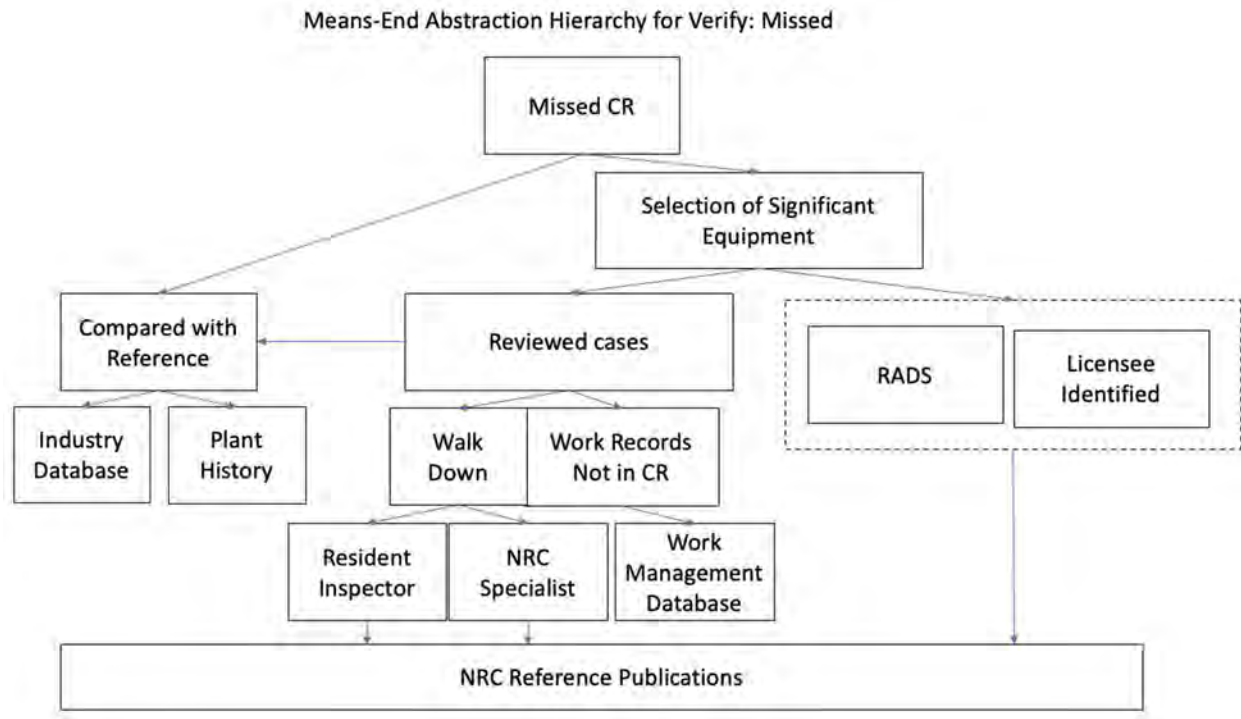 Means-End Abstraction Hierarchy for Verify: Missed
Missed CR
Selection of Significant
Equipment
Compared with
Reference
Reviewed cases
RADS
Licensee
Identified
Industry
Database
Plant
History
Walk
Down
Work Records
Not in CR
Resident
Inspector
NRC
Specialist
Work
Management
Database
NRC Reference Publications